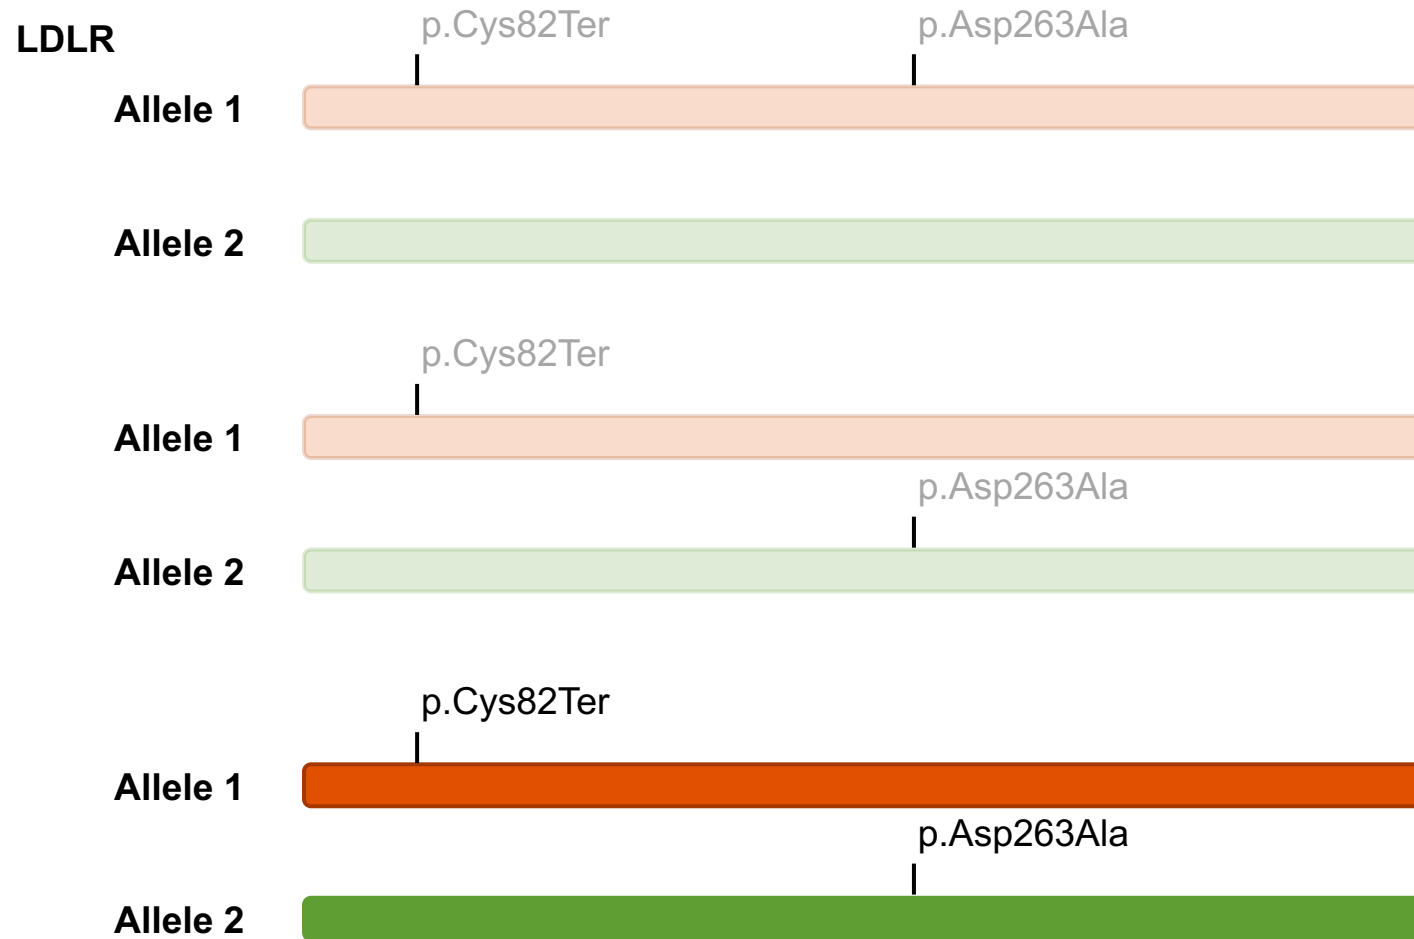 LDLR
p.Cys82Ter p.Asp263Ala
Allele 1
Allele 2
p.Cys82Ter
Allele 1
p.Asp263Ala
Allele 2
p.Cys82Ter
Allele 1
p.Asp263Ala
Allele 2